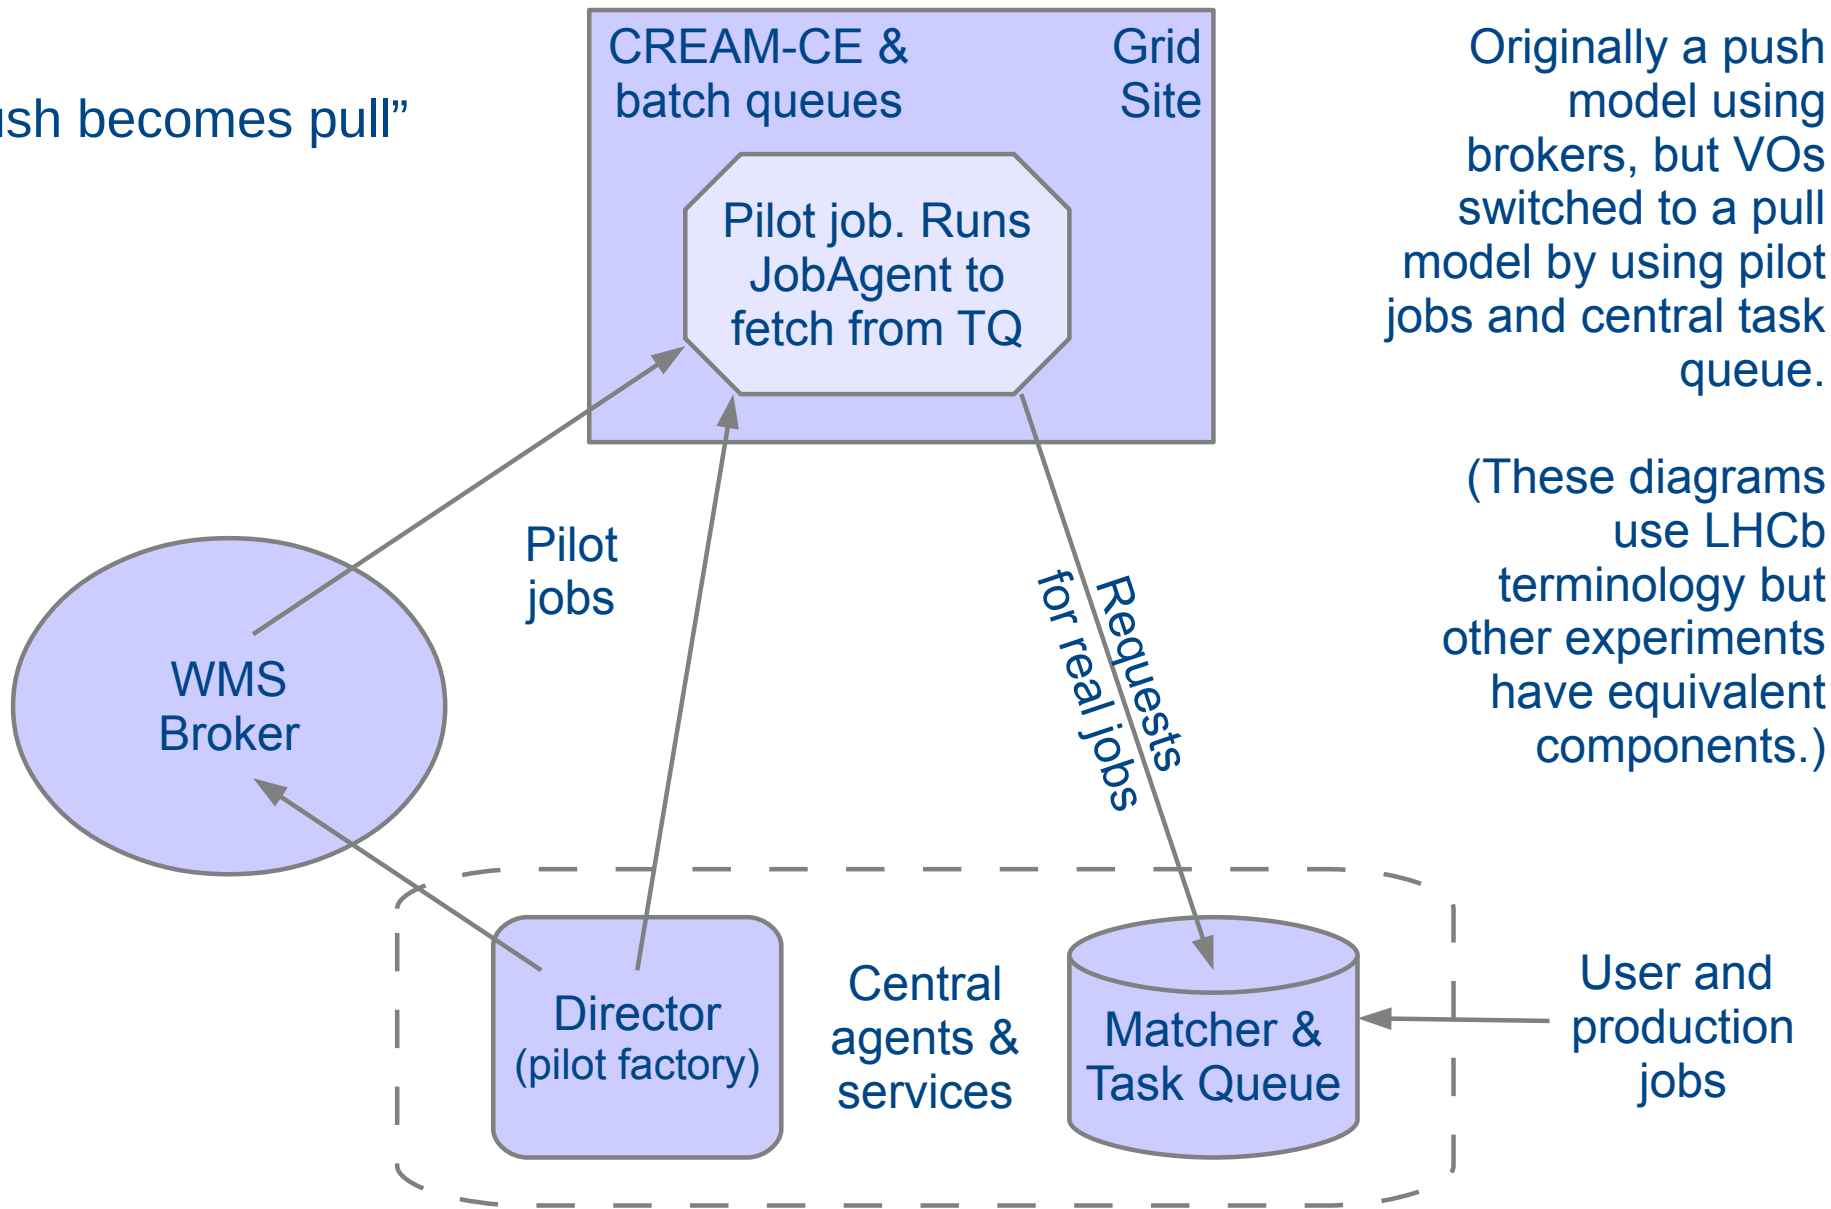 becomes pull”
CREAM-CE &
batch queues
Grid
Site
Pilot job. Runs
JobAgent to
fetch from TQ
Originally a push
model using
brokers, but VOs
switched to a pull
model by using pilot
jobs and central task
queue.
(These diagrams
use LHCb
terminology but
other experiments
have equivalent
components.)
Pilot
jobs
Requests
for real jobs
WMS
Broker
Director
(pilot factory)
Central
agents &
services
Matcher &
Task Queue
User and
production
jobs